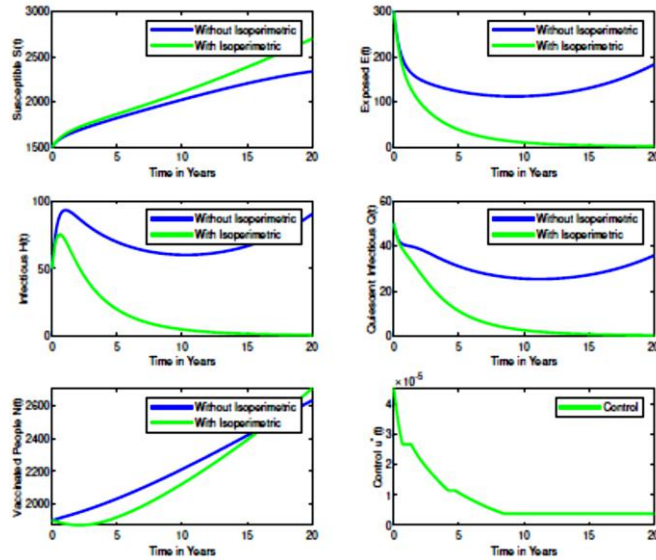 3000
2500
2000
1500
Susceptible S(t)
Without Isoperimetric
With Isoperimetric
0 5 10 15 20
Time in Years
300
200
100
0
Exposed E(t)
Without Isoperimetric
With Isoperimetric
0 5 10 15 20
Time in Years
100
50
0
Infectious H(t)
Without Isoperimetric
With Isoperimetric
0 5 10 15 20
Time in Years
60
40
20
0
Quiescent Infectious Q(t)
Without Isoperimetric
With Isoperimetric
0 5 10 15 20
Time in Years
2600
2400
2200
2000
Vaccinated People N(t)
Without Isoperimetric
With Isoperimetric
0 5 10 15 20
Time in Years
× 10⁻⁵
4
3
2
1
0
Control u*(t)
Control
0 5 10 15 20
Time in Years